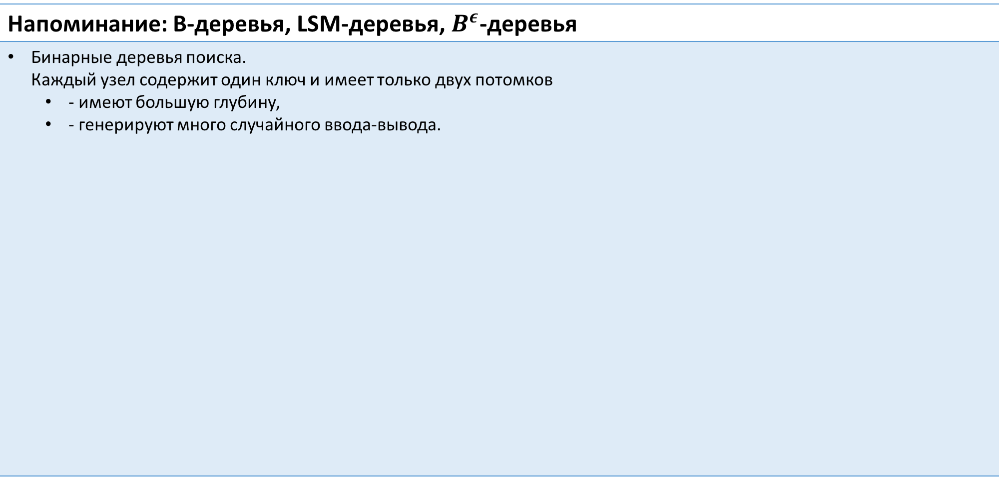 Напоминание: B-деревья, LSM-деревья, $B^{\epsilon}$-деревья
• Бинарные деревья поиска.
Каждый узел содержит один ключ и имеет только двух потомков
• - имеют большую глубину,
• - генерируют много случайного ввода-вывода.